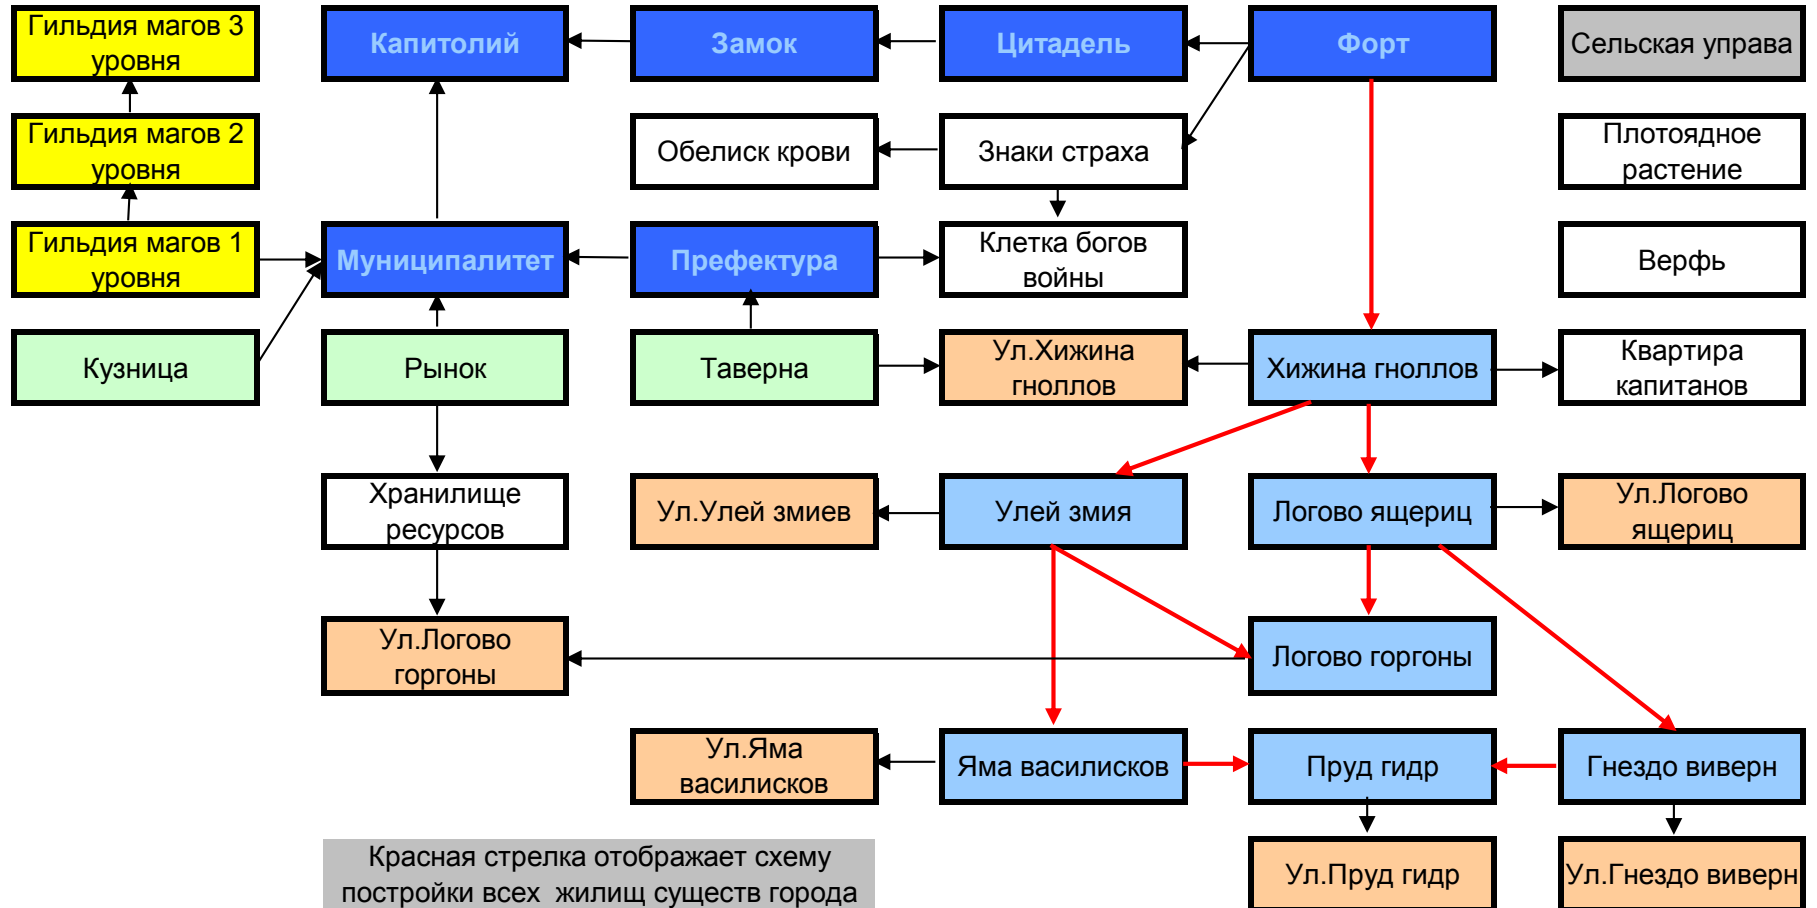 Гильдия магов 3
уровня
Капитолий
Замок
Цитадель
Форт
Сельская управа
Гильдия магов 2
уровня
Обелиск крови
Знаки страха
Плотоядное
растение
Гильдия магов 1
уровня
Муниципалитет
Префектура
Клетка богов
войны
Верфь
Кузница
Рынок
Таверна
Ул.Хижина
гноллов
Хижина гноллов
Квартира
капитанов
Хранилище
ресурсов
Ул.Улей змиев
Улей змия
Логово ящериц
Ул.Логово
ящериц
Ул.Логово
горгоны
Логово горгоны
Ул.Яма
василисков
Яма василисков
Пруд гидр
Гнездо виверн
Красная стрелка отображает схему
постройки всех жилищ существ города
Ул.Пруд гидр
Ул.Гнездо виверн